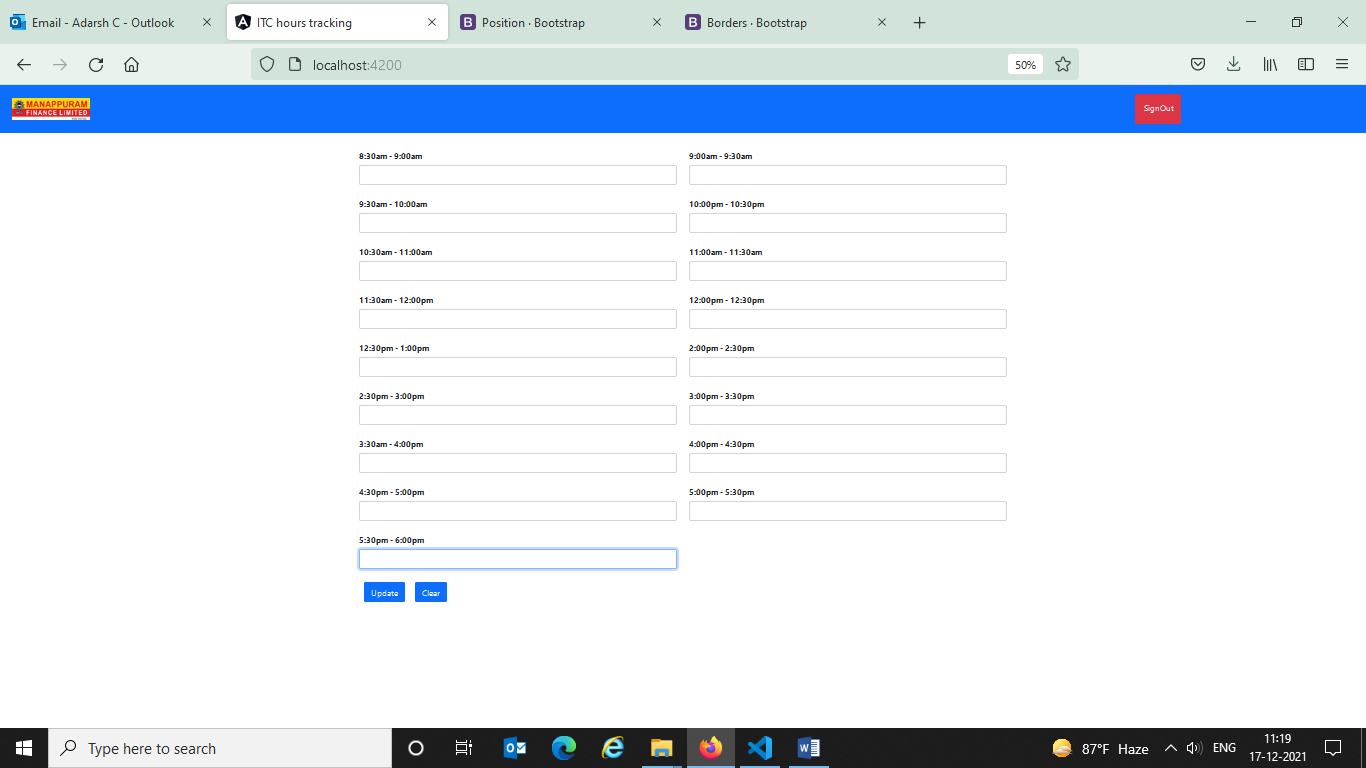 Email - Adarsh C - Outlook
ITC hours tracking
Position · Bootstrap
Borders · Bootstrap
localhost:4200
50%
MANAPPURAM
FINANCE LIMITED
SignOut
8:30am - 9:00am
9:00am - 9:30am
9:30am - 10:00am
10:00pm - 10:30pm
10:30am - 11:00am
11:00am - 11:30am
11:30am - 12:00pm
12:00pm - 12:30pm
12:30pm - 1:00pm
2:00pm - 2:30pm
2:30pm - 3:00pm
3:00pm - 3:30pm
3:30am - 4:00pm
4:00pm - 4:30pm
4:30pm - 5:00pm
5:00pm - 5:30pm
5:30pm - 6:00pm
Update
Clear
Type here to search
87°F Haze
ENG
11:19
17-12-2021